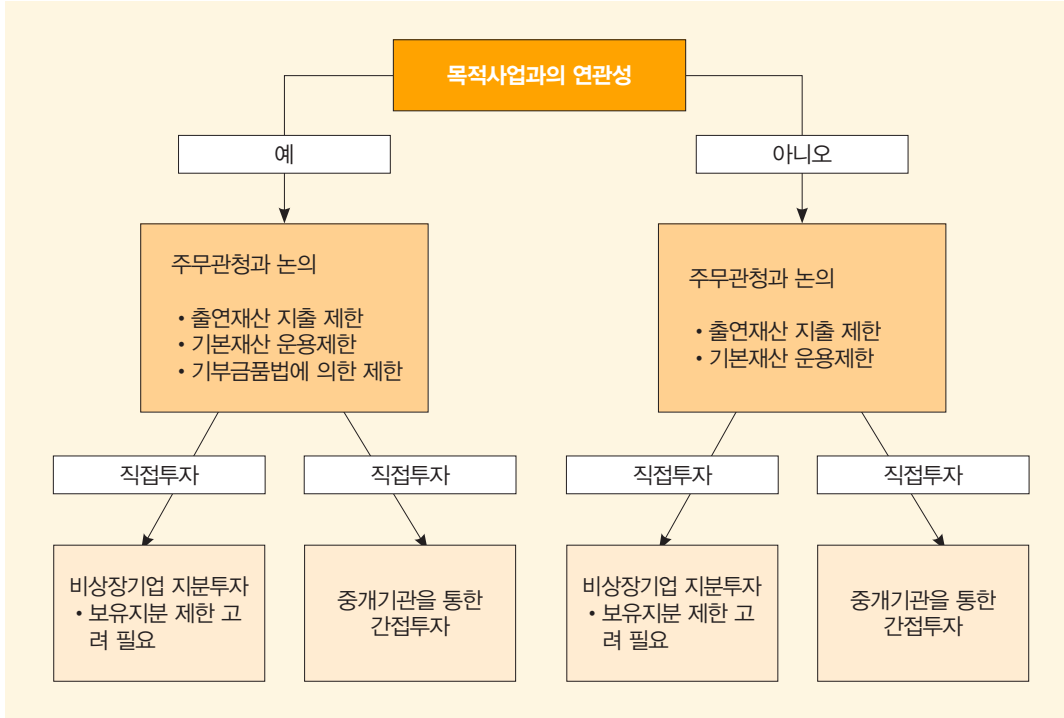 목적사업과의 연관성
예
아니오
주무관청과 논의
• 출연재산 지출 제한
• 기본재산 운용제한
• 기부금품법에 의한 제한
주무관청과 논의
• 출연재산 지출 제한
• 기본재산 운용제한
직접투자
직접투자
직접투자
직접투자
비상장기업 지분투자
• 보유지분 제한 고
려 필요
중개기관을 통한
간접투자
비상장기업 지분투자
• 보유지분 제한 고
려 필요
중개기관을 통한
간접투자